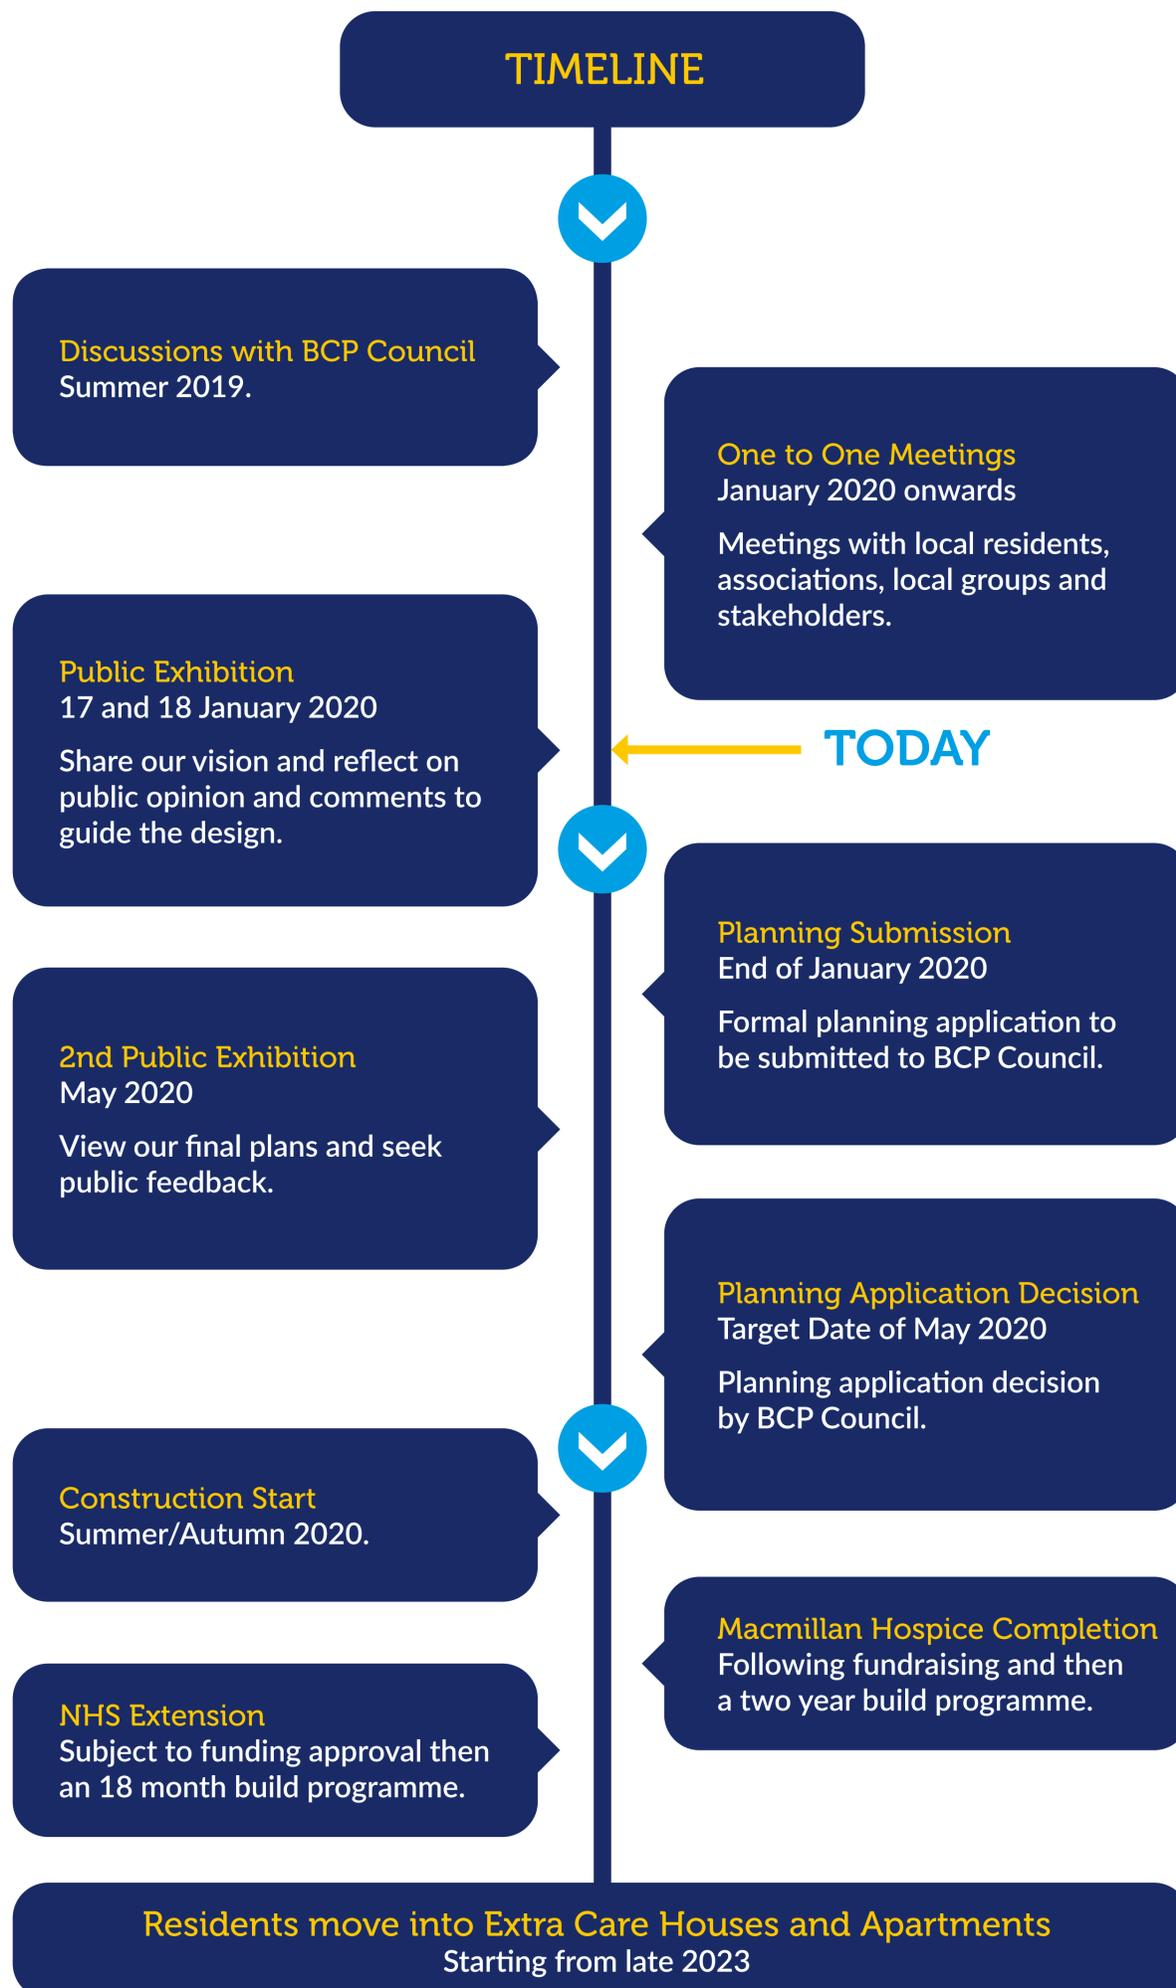 TIMELINE
Discussions with BCP Council
Summer 2019.
One to One Meetings
January 2020 onwards
Meetings with local residents,
associations, local groups and
stakeholders.
Public Exhibition
17 and 18 January 2020
Share our vision and reflect on
public opinion and comments to
guide the design.
TODAY
Planning Submission
End of January 2020
Formal planning application to
be submitted to BCP Council.
2nd Public Exhibition
May 2020
View our final plans and seek
public feedback.
Planning Application Decision
Target Date of May 2020
Planning application decision
by BCP Council.
Construction Start
Summer/Autumn 2020.
Macmillan Hospice Completion
Following fundraising and then
a two year build programme.
NHS Extension
Subject to funding approval then
an 18 month build programme.
Residents move into Extra Care Houses and Apartments
Starting from late 2023